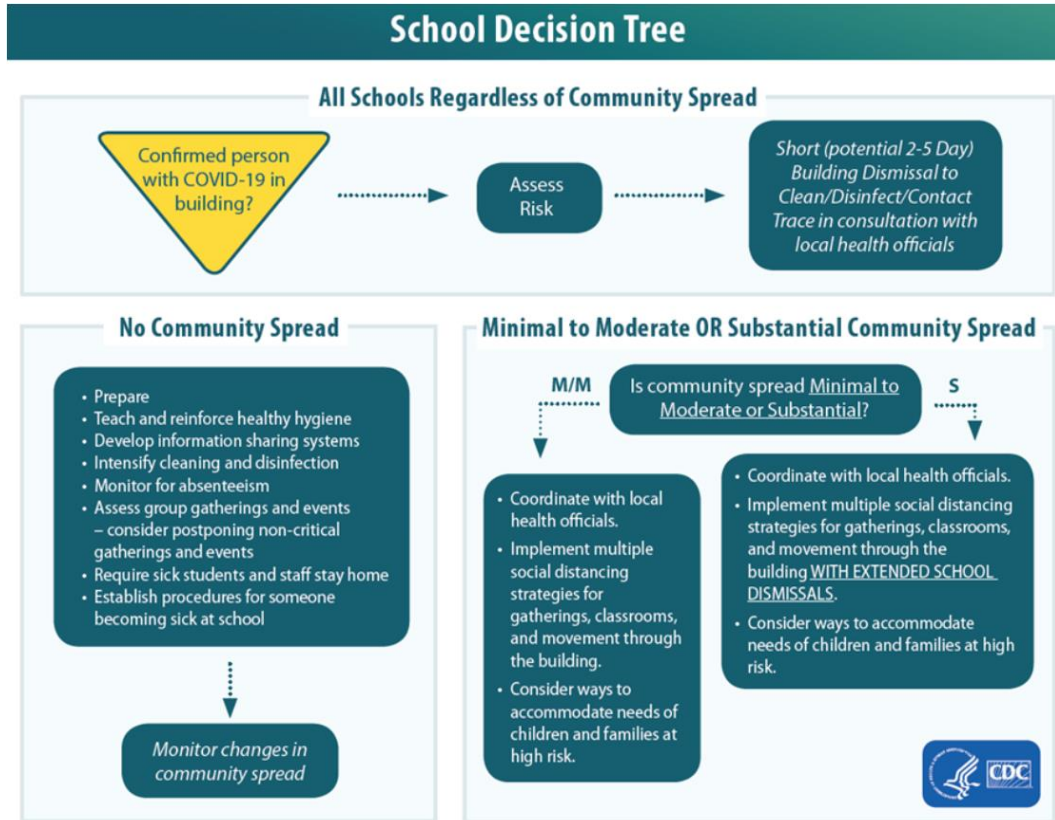 School Decision Tree
All Schools Regardless of Community Spread
Confirmed person
with COVID-19 in
building?
Assess
Risk
Short (potential 2-5 Day)
Building Dismissal to
Clean/Disinfect/Contact
Trace in consultation with
local health officials
No Community Spread
• Prepare
• Teach and reinforce healthy hygiene
• Develop information sharing systems
• Intensify cleaning and disinfection
• Monitor for absenteeism
• Assess group gatherings and events
– consider postponing non-critical
gatherings and events
• Require sick students and staff stay home
• Establish procedures for someone
becoming sick at school
Monitor changes in
community spread
Minimal to Moderate OR Substantial Community Spread
Is community spread Minimal to
Moderate or Substantial?
M/M
• Coordinate with local
health officials.
• Implement multiple
social distancing
strategies for
gatherings, classrooms,
and movement through
the building.
• Consider ways to
accommodate needs of
children and families at
high risk.
S
• Coordinate with local health officials.
• Implement multiple social distancing
strategies for gatherings, classrooms,
and movement through the
building WITH EXTENDED SCHOOL
DISMISSALS.
• Consider ways to accommodate
needs of children and families at high
risk.
CDC